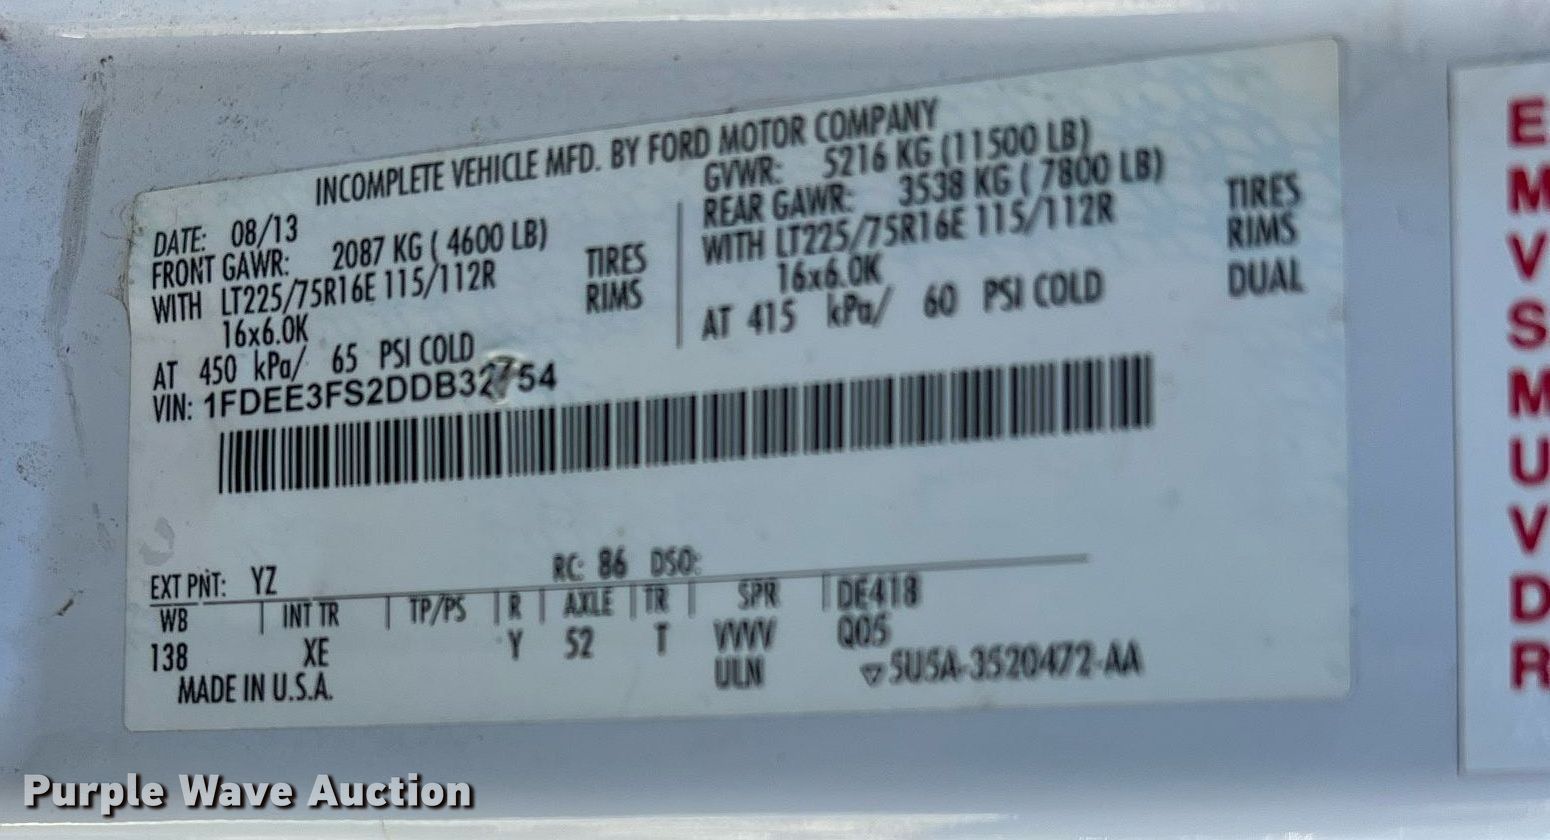 INCOMPLETE VEHICLE MFD. BY FORD MOTOR COMPANY
DATE: 08/13
FRONT GAWR: 2087 KG ( 4600 LB)
WITH LT225/75R16E 115/112R TIRES
16x6.0K RIMS
AT 450 kPa/ 65 PSI COLD
GVWR: 5216 KG (11500 LB)
REAR GAWR: 3538 KG ( 7800 LB)
WITH LT225/75R16E 115/112R TIRES
16x6.0K RIMS
AT 415 kPa/ 60 PSI COLD DUAL
VIN: 1FDEE3FS2DDB32754
EXT PNT: YZ RC: 86 DSO:
WB INT TR TP/PS R AXLE TR SPR DE418
138 XE Y 52 T VVVV Q05
ULN ▽5U5A-3520472-AA
MADE IN U.S.A.
E
M
V
S
M
U
V
D
R
Purple Wave Auction